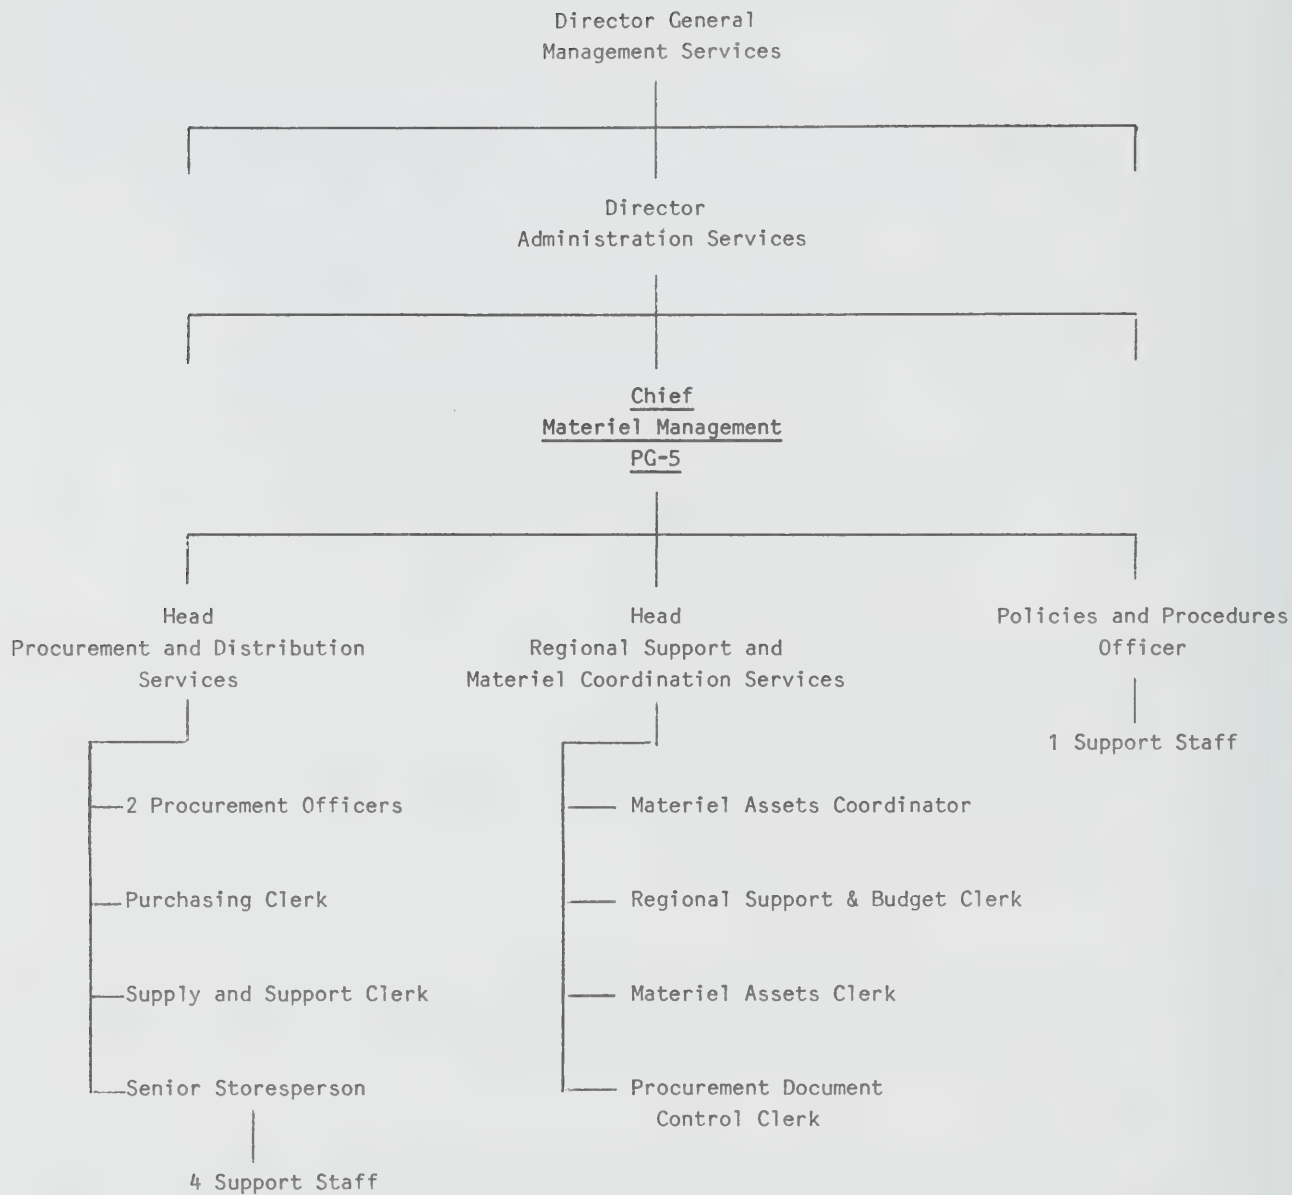 Director General
Management Services
Director
Administration Services
Chief
Materiel Management
PG-5
Head
Procurement and Distribution
Services
2 Procurement Officers
Purchasing Clerk
Supply and Support Clerk
Senior Storesperson
4 Support Staff
Head
Regional Support and
Materiel Coordination Services
Materiel Assets Coordinator
Regional Support & Budget Clerk
Materiel Assets Clerk
Procurement Document
Control Clerk
Policies and Procedures
Officer
1 Support Staff